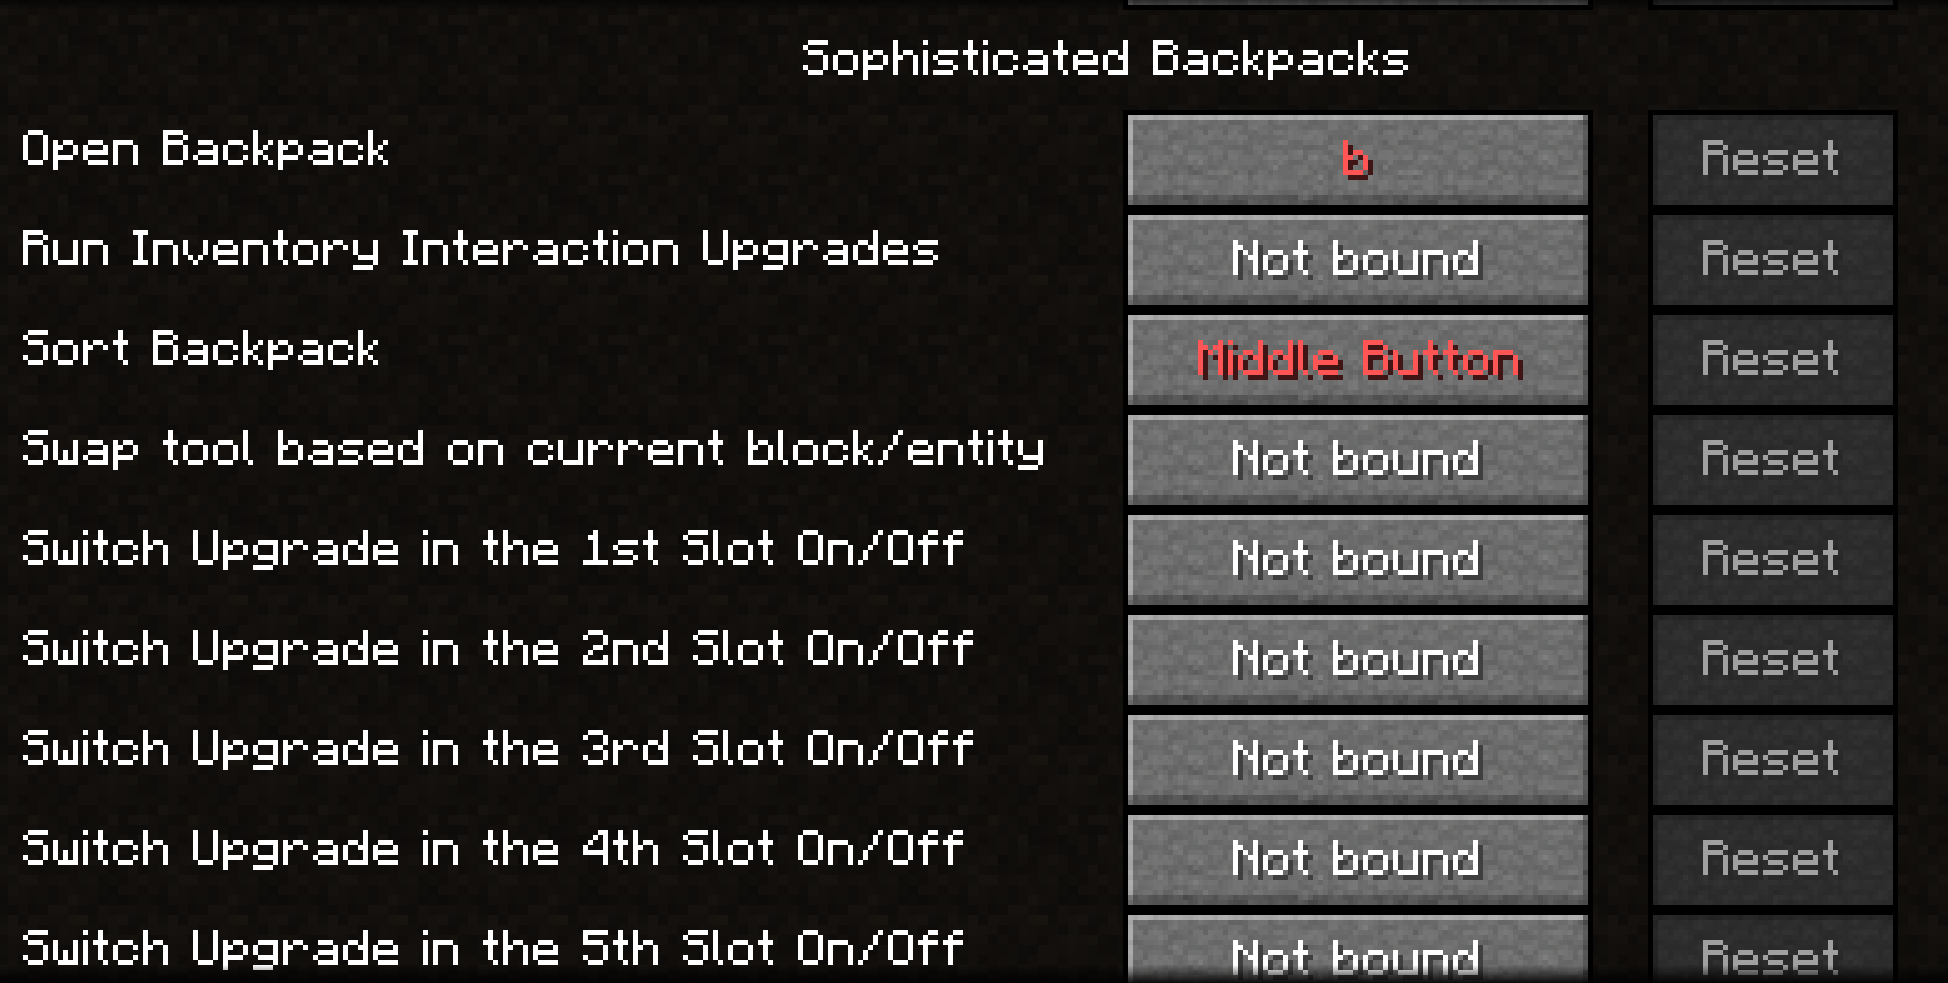 Sophisticated Backpacks
Open Backpack b Reset
Run Inventory Interaction Upgrades Not bound Reset
Sort Backpack Middle Button Reset
Swap tool based on current block/entity Not bound Reset
Switch Upgrade in the 1st Slot On/Off Not bound Reset
Switch Upgrade in the 2nd Slot On/Off Not bound Reset
Switch Upgrade in the 3rd Slot On/Off Not bound Reset
Switch Upgrade in the 4th Slot On/Off Not bound Reset
Switch Upgrade in the 5th Slot On/Off Not bound Reset